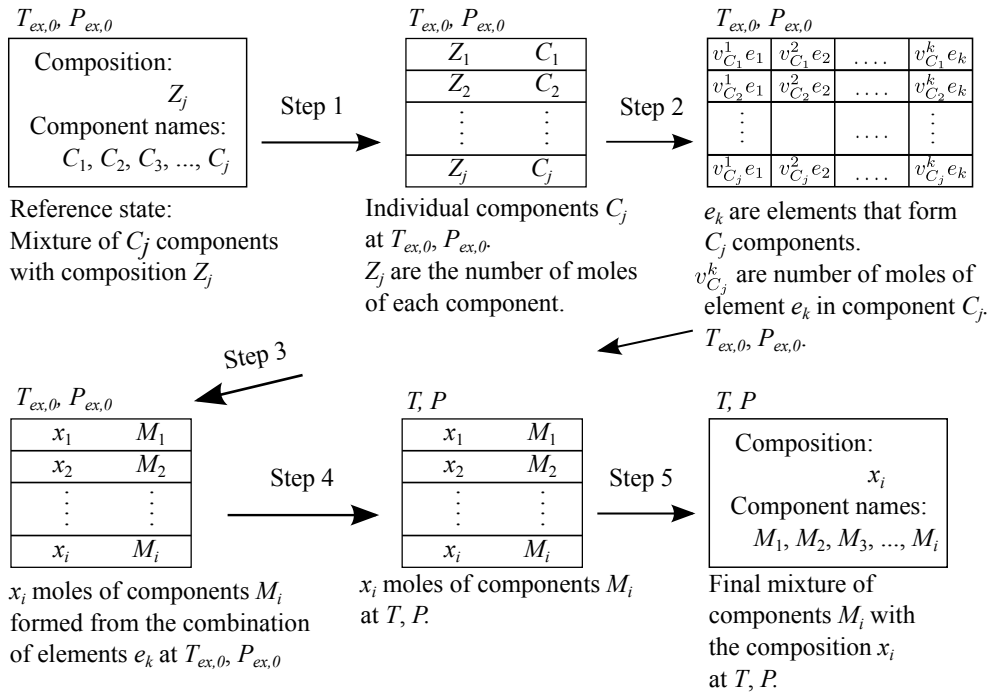 T_{ex,0}, P_{ex,0}
Composition:
Z_j
Component names:
C_1, C_2, C_3, ..., C_j
Reference state:
Mixture of C_j components
with composition Z_j
Step 1
T_{ex,0}, P_{ex,0}
Z_1 C_1
Z_2 C_2
⋮ ⋮
Z_j C_j
Individual components C_j
at T_{ex,0}, P_{ex,0}.
Z_j are the number of moles
of each component.
Step 2
T_{ex,0}, P_{ex,0}
v^1_{C_1}e_1 v^2_{C_1}e_2 .... v^k_{C_1}e_k
v^1_{C_2}e_1 v^2_{C_2}e_2 .... v^k_{C_2}e_k
⋮ .... ⋮
v^1_{C_j}e_1 v^2_{C_j}e_2 .... v^k_{C_j}e_k
e_k are elements that form
C_j components.
v^k_{C_j} are number of moles of
element e_k in component C_j.
T_{ex,0}, P_{ex,0}.
Step 3
T_{ex,0}, P_{ex,0}
x_1 M_1
x_2 M_2
⋮ ⋮
x_i M_i
x_i moles of components M_i
formed from the combination
of elements e_k at T_{ex,0}, P_{ex,0}
Step 4
T, P
x_1 M_1
x_2 M_2
⋮ ⋮
x_i M_i
x_i moles of components M_i
at T, P.
Step 5
T, P
Composition:
x_i
Component names:
M_1, M_2, M_3, ..., M_i
Final mixture of
components M_i with
the composition x_i
at T, P.